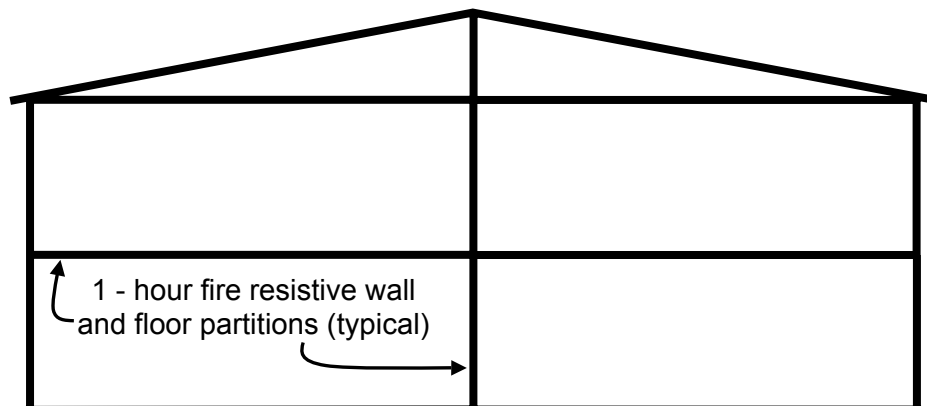 1 - hour fire resistive wall
and floor partitions (typical)